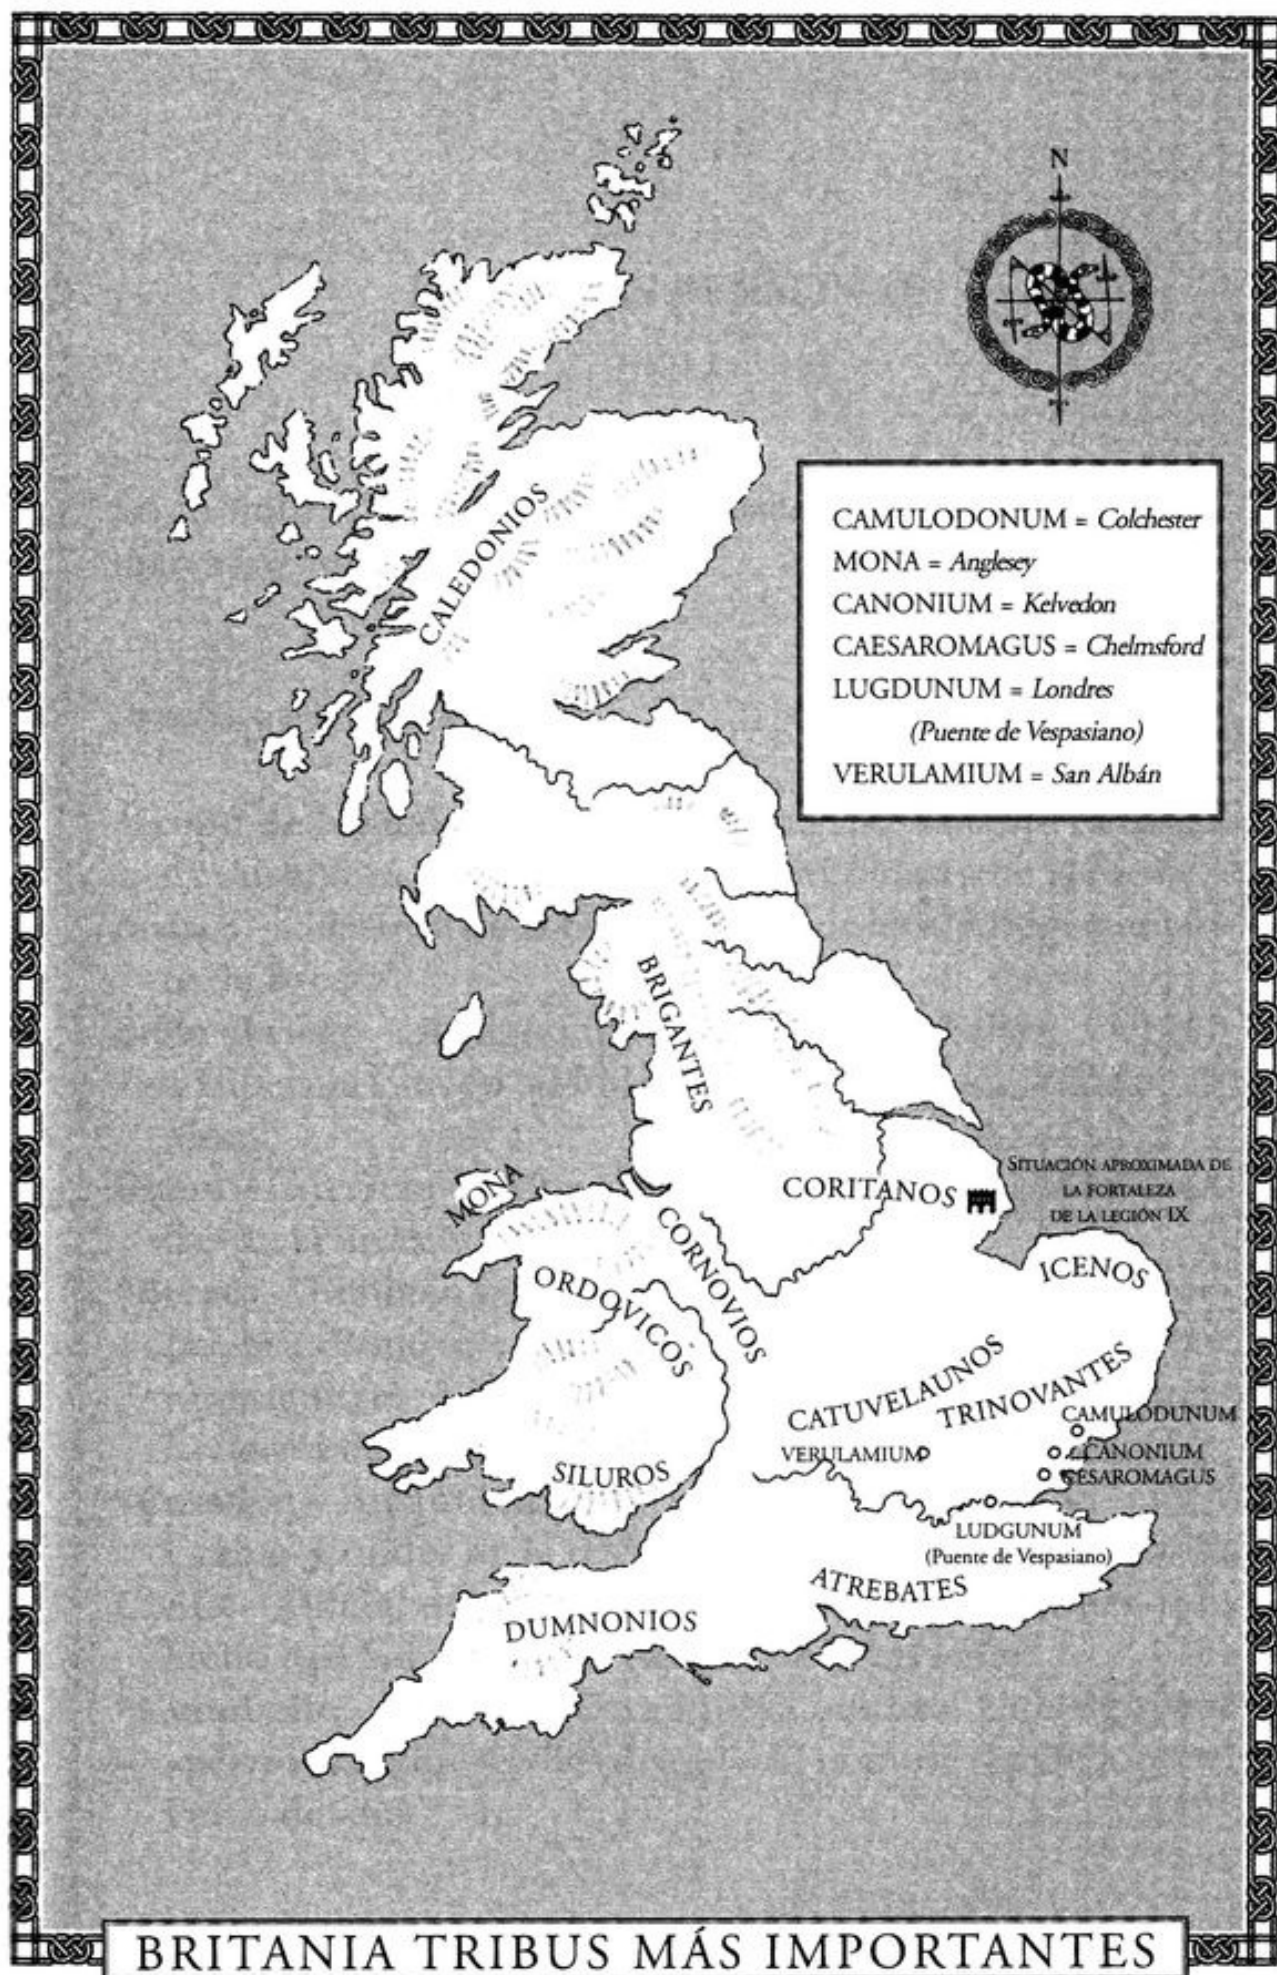 N
CAMULODONUM = Colchester
MONA = Anglesey
CANONIUM = Kelvedon
CAESAROMAGUS = Chelmsford
LUGDUNUM = Londres
(Puente de Vespasiano)
VERULAMIUM = San Albán
CALEDONIOS
BRIGANTES
SITUACIÓN APROXIMADA DE
LA FORTALEZA
DE LA LEGIÓN IX
CORITANOS
MONA
CORNOVIOS
ICENOS
ORDOVICOS
CATUVELAUNOS
TRINOVANTES
CAMULODUNUM
VERULAMIUM
CANONIUM
CESAROMAGUS
SILUROS
LUDGUNUM
(Puente de Vespasiano)
ATREBATES
DUMNONIOS
BRITANIA TRIBUS MÁS IMPORTANTES